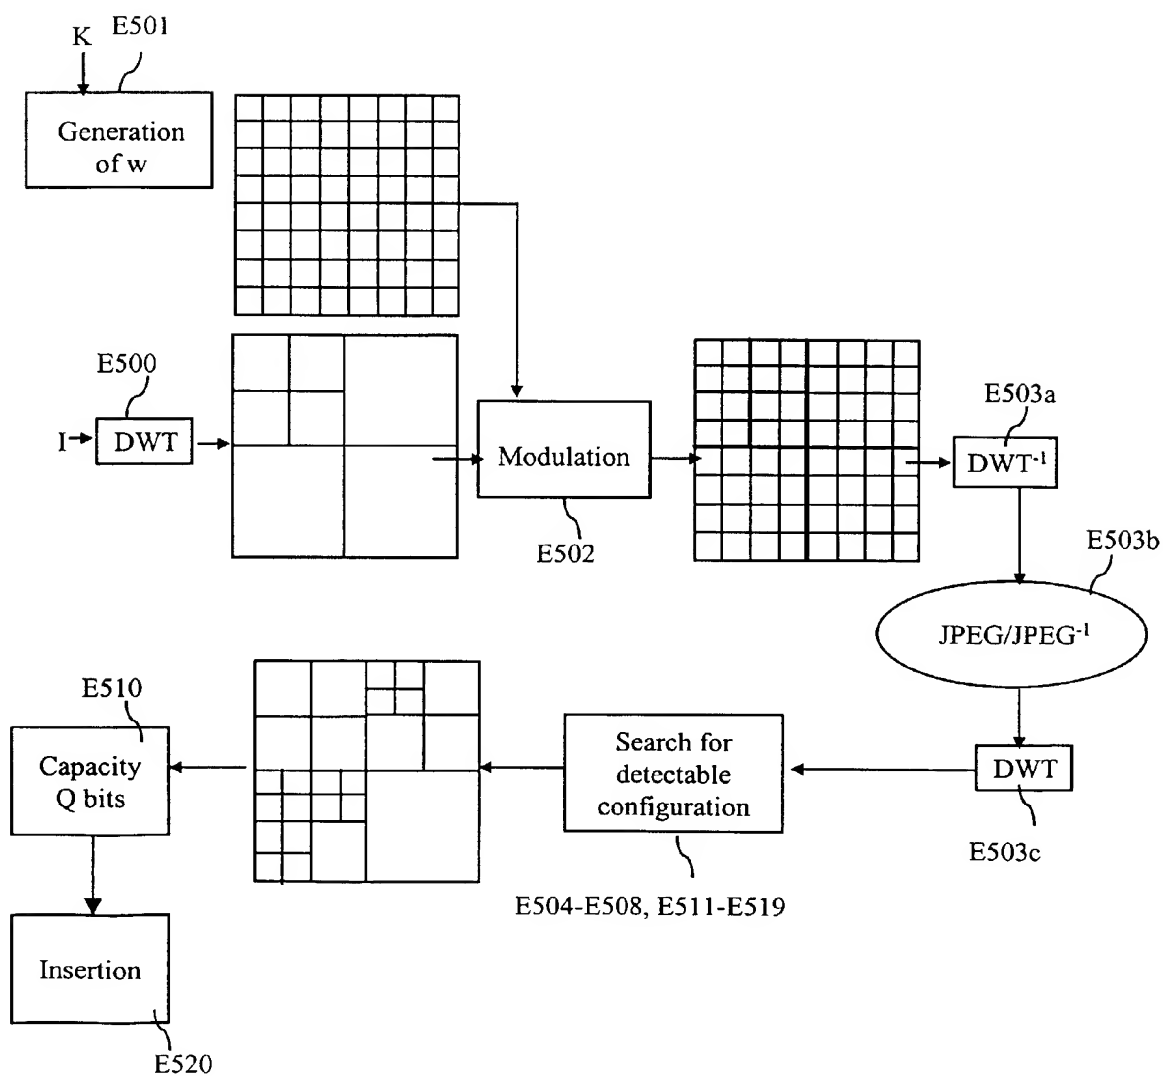 K
E501
Generation
of w
E500
I
DWT
Modulation
E502
E503a
DWT-1
E503b
JPEG/JPEG-1
DWT
E503c
Search for
detectable
configuration
E504-E508, E511-E519
E510
Capacity
Q bits
Insertion
E520